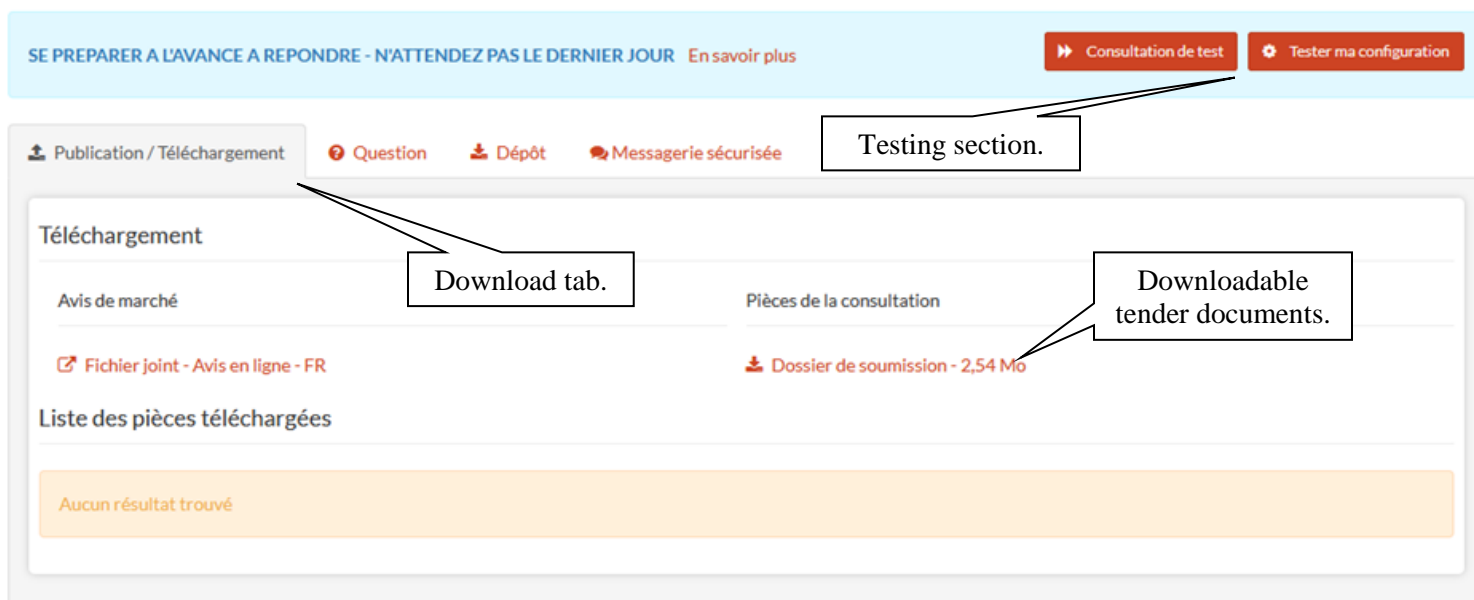 SE PREPARER A L'AVANCE A REPONDRE - N'ATTENDEZ PAS LE DERNIER JOUR En savoir plus
Consultation de test
Tester ma configuration
Publication / Téléchargement
Question
Dépôt
Messagerie sécurisée
Testing section.
Téléchargement
Download tab.
Avis de marché
Pièces de la consultation
Downloadable
tender documents.
Fichier joint - Avis en ligne - FR
Dossier de soumission - 2,54 Mo
Liste des pièces téléchargées
Aucun résultat trouvé